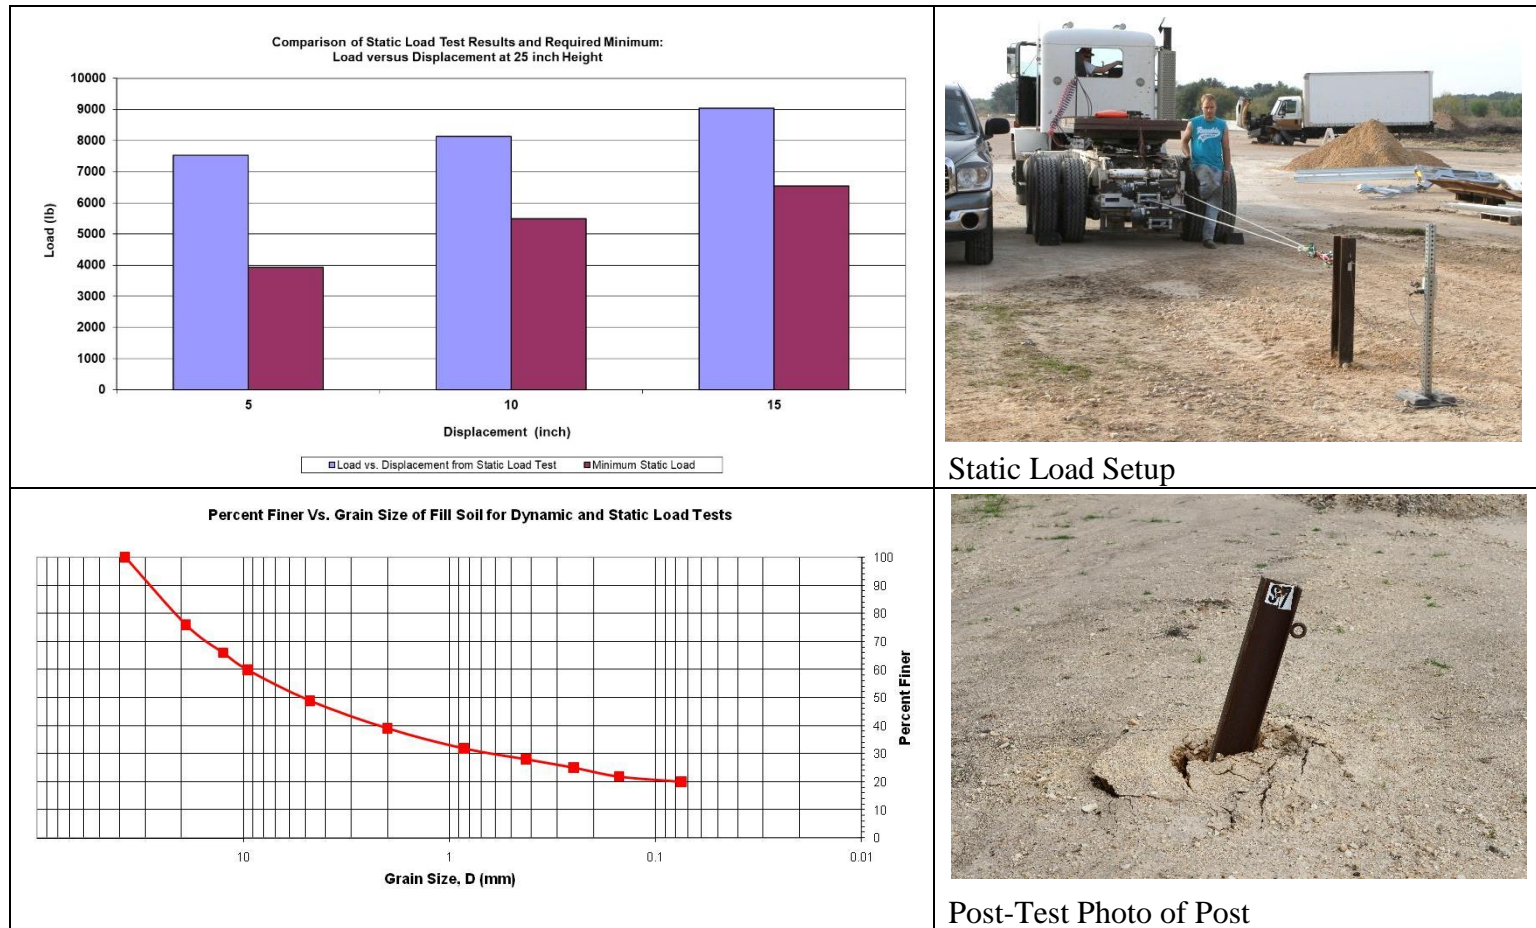 Comparison of Static Load Test Results and Required Minimum:
Load versus Displacement at 25 inch Height
10000
9000
8000
7000
6000
5000
4000
3000
2000
1000
0
Load (lb)
5 10 15
Displacement (inch)
Load vs. Displacement from Static Load Test Minimum Static Load
Static Load Setup
Percent Finer Vs. Grain Size of Fill Soil for Dynamic and Static Load Tests
100
90
80
70
60
50
40
30
20
10
0
Percent Finer
10 1 0.1 0.01
Grain Size, D (mm)
S7
Post-Test Photo of Post